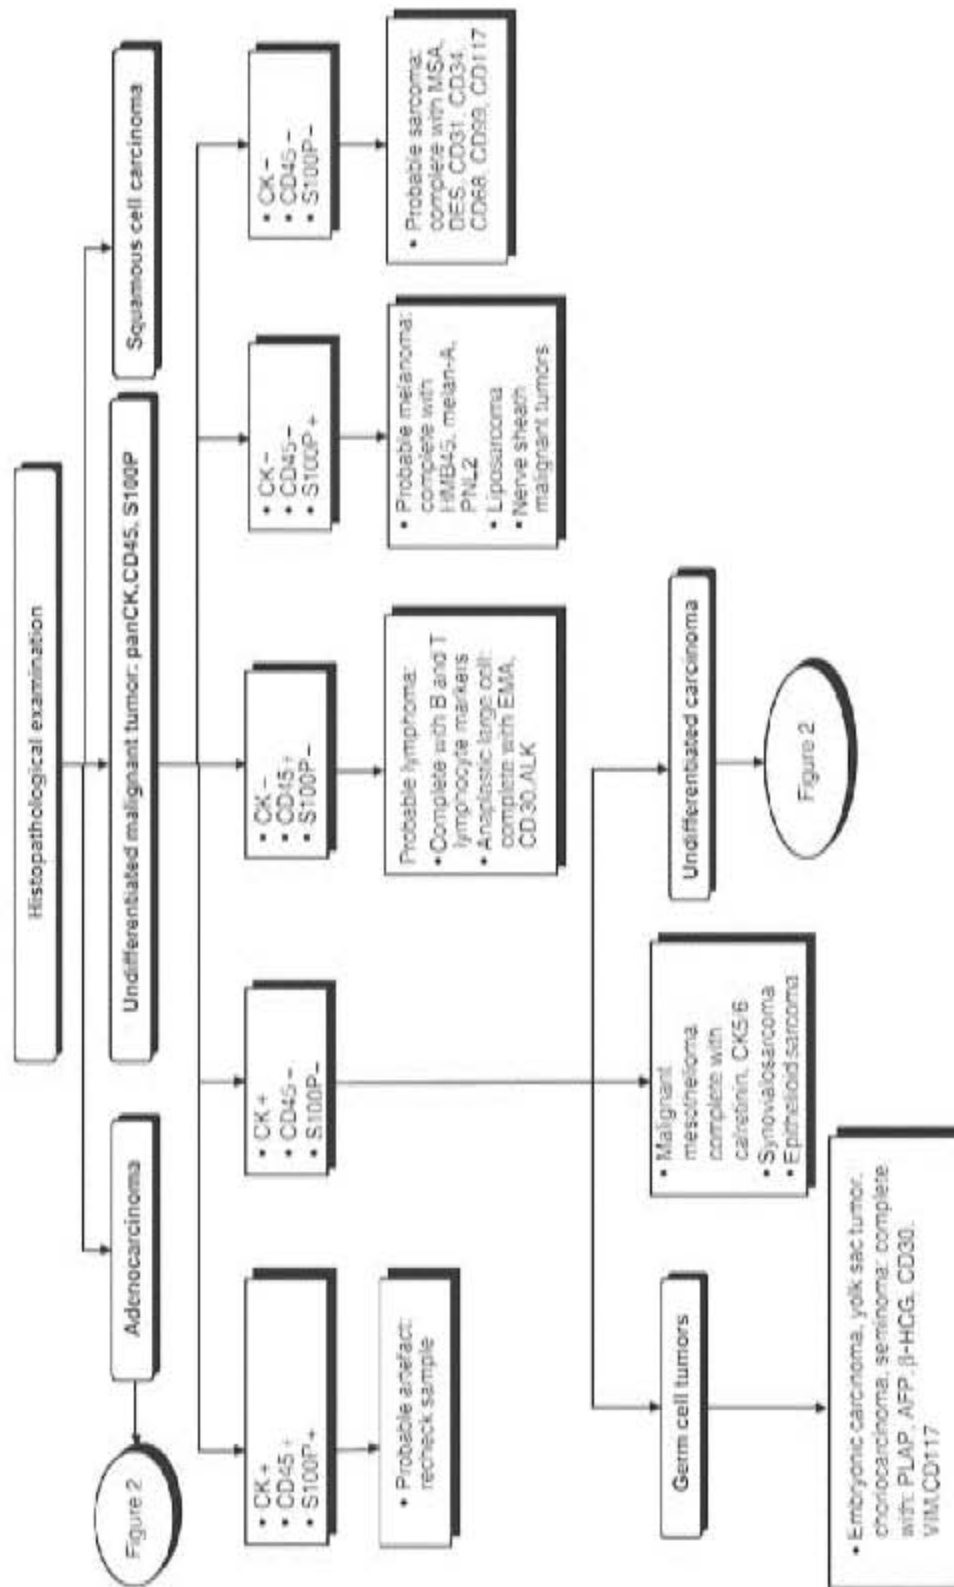 Histopathological examination
Adenocarcinoma
Undifferentiated malignant tumor: panCK,CD45, S100P
Squamous cell carcinoma
Figure 2
• CK+
• CD45+
• S100P+
• CK+
• CD45–
• S100P–
• CK–
• CD45+
• S100P–
• CK–
• CD45–
• S100P+
• CK–
• CD45–
• S100P–
• Probable artefact:
recheck sample
Probable lymphoma:
• Complete with B and T
lymphocyte markers
• Anaplastic large cell:
complete with EMA,
CD30,ALK
• Probable melanoma:
complete with
HMB45, melan-A,
PNL2
• Liposarcoma
• Nerve sheath
malignant tumors
• Probable sarcoma:
complete with MSA,
DES, CD31, CD34,
CD68, CD99, CD117
Germ cell tumors
• Malignant
mesothelioma
complete with
calretinin, CK5/6
• Synovialosarcoma
• Epithelioid sarcoma
Undifferentiated carcinoma
Figure 2
• Embryonic carcinoma, yolk sac tumor,
choriocarcinoma, seminoma: complete
with: PLAP, AFP, β-HCG, CD30,
VIM,CD117